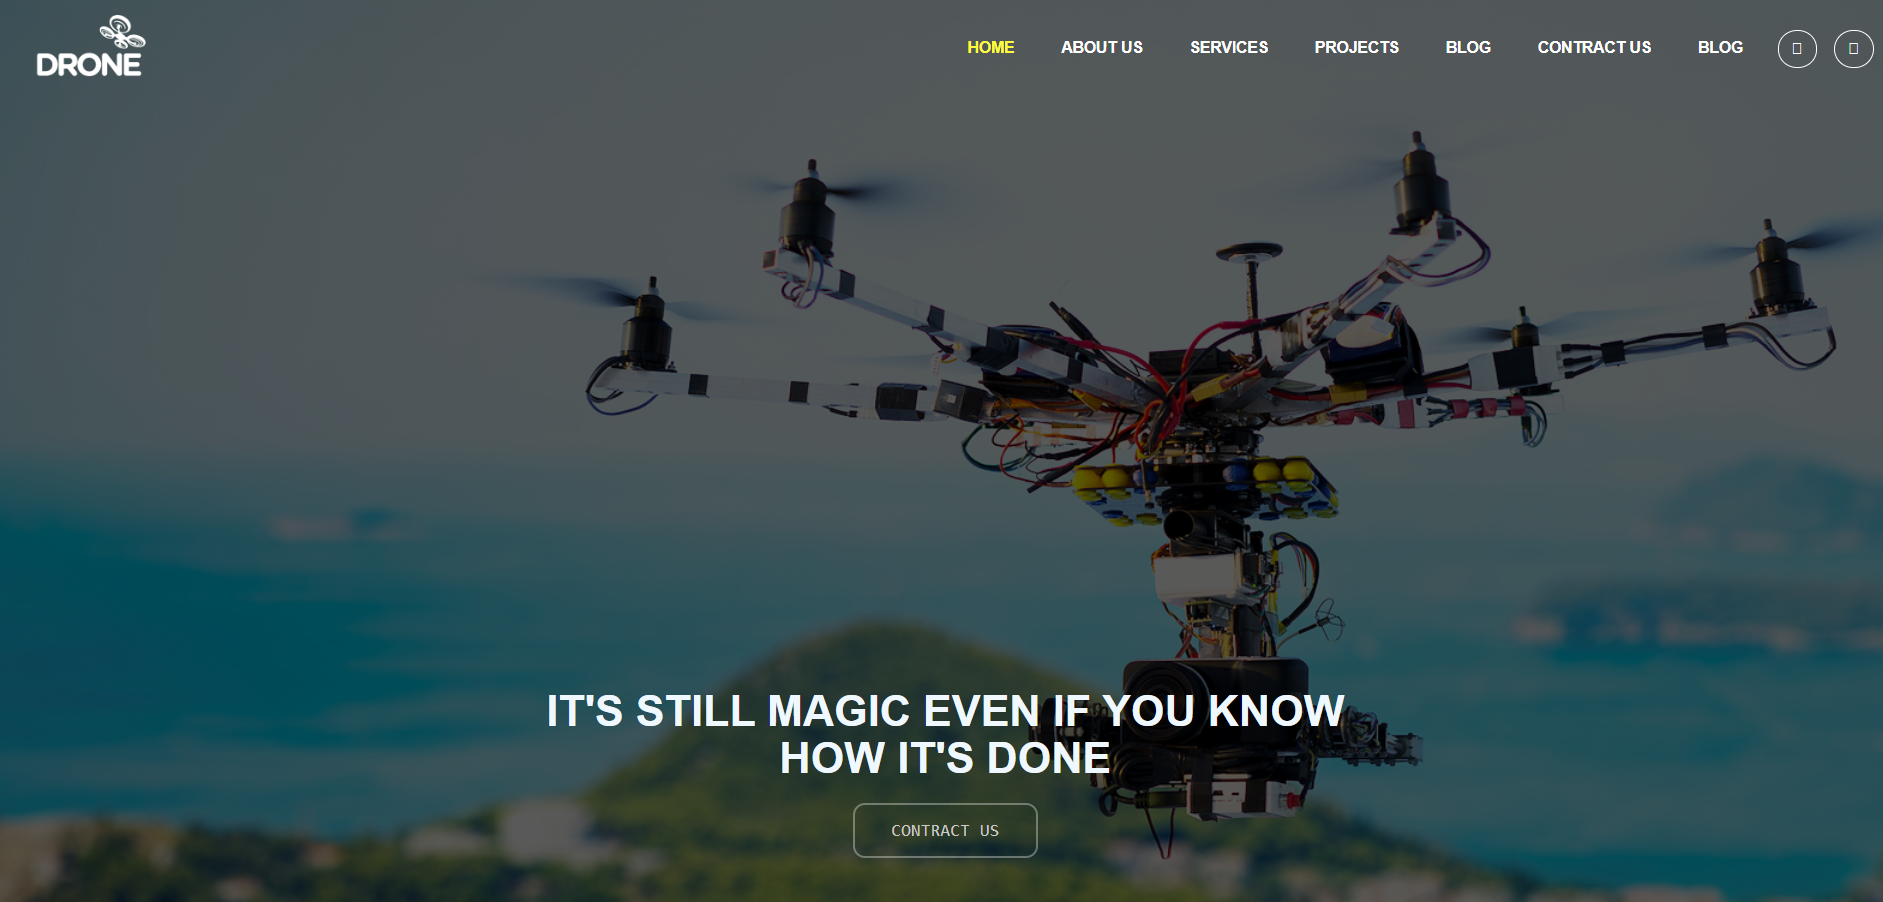 DRONE
HOME ABOUT US SERVICES PROJECTS BLOG CONTRACT US BLOG
IT'S STILL MAGIC EVEN IF YOU KNOW
HOW IT'S DONE
CONTRACT US